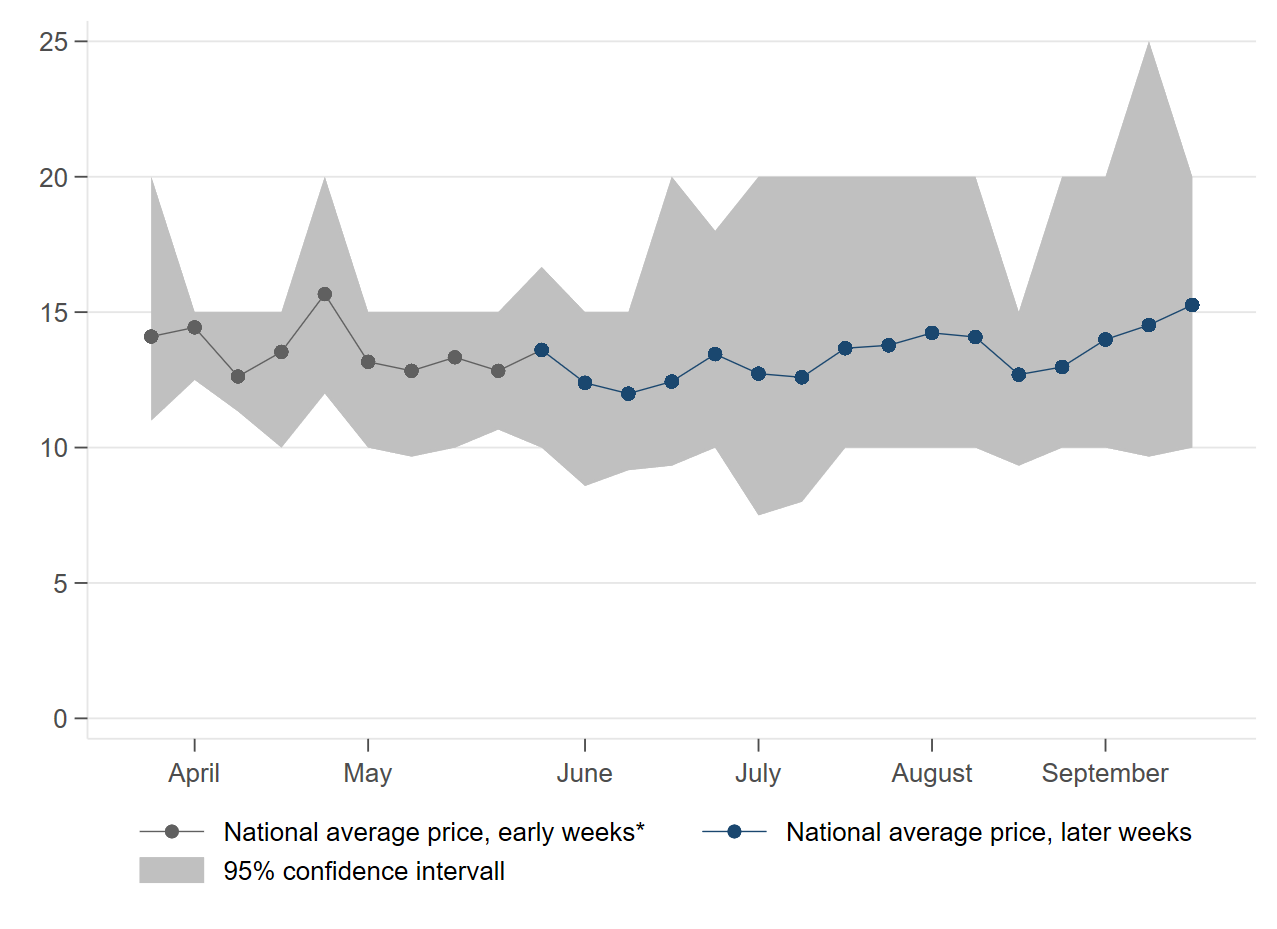 25
20
15
10
5
0
April May June July August September
National average price, early weeks* National average price, later weeks
95% confidence intervall